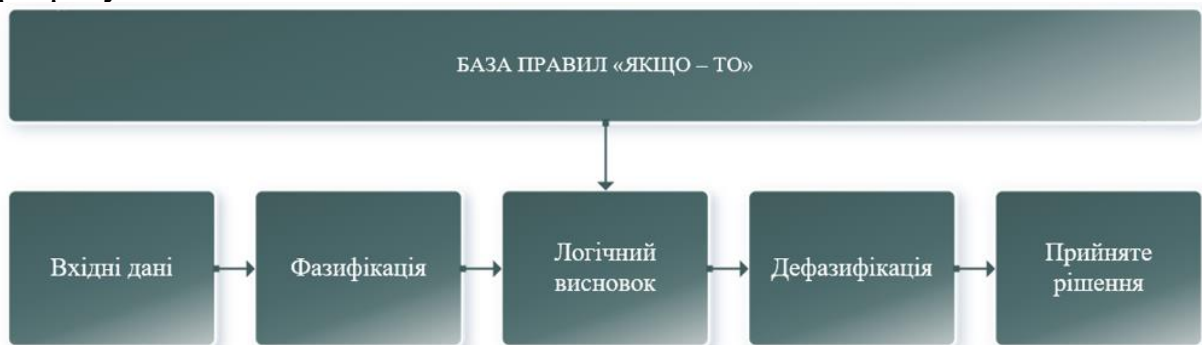 БАЗА ПРАВИЛ «ЯКЩО – ТО»
Вхідні дані
Фазифікація
Логічний
висновок
Дефазифікація
Прийняте
рішення